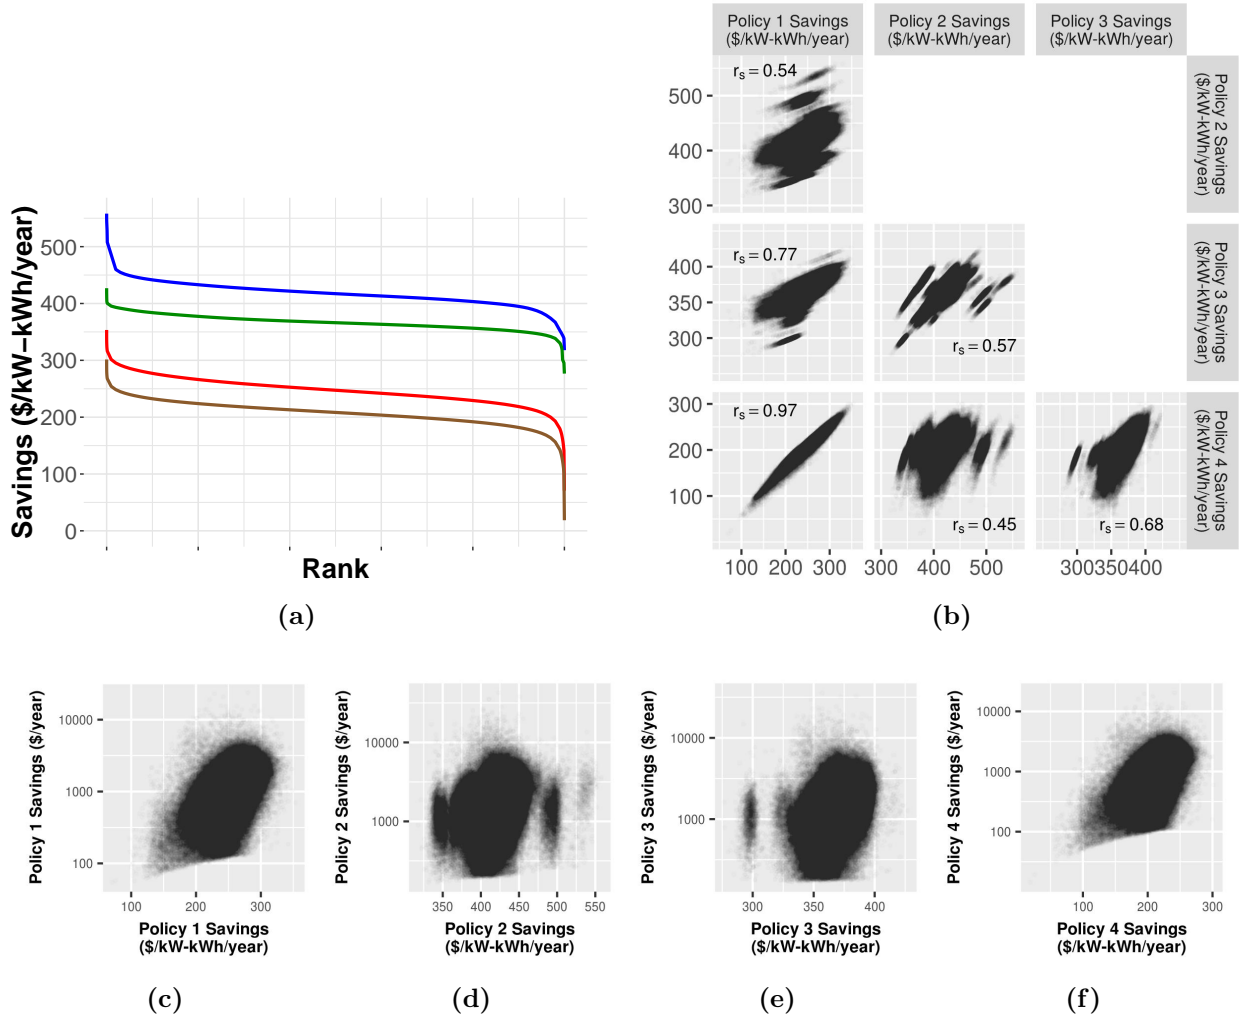 Savings ($/kW−kWh/year)
500
400
300
200
100
0
Rank
(a)
Policy 1 Savings
($/kW-kWh/year)
Policy 2 Savings
($/kW-kWh/year)
Policy 3 Savings
($/kW-kWh/year)
rs = 0.54
500
400
300
Policy 2 Savings
($/kW-kWh/year)
rs = 0.77
400
350
300
rs = 0.57
Policy 3 Savings
($/kW-kWh/year)
rs = 0.97
300
200
100
rs = 0.45
rs = 0.68
Policy 4 Savings
($/kW-kWh/year)
100 200 300
300 400 500
300350400
(b)
Policy 1 Savings ($/year)
10000
1000
100
100 200 300
Policy 1 Savings
($/kW-kWh/year)
(c)
Policy 2 Savings ($/year)
10000
1000
350 400 450 500 550
Policy 2 Savings
($/kW-kWh/year)
(d)
Policy 3 Savings ($/year)
10000
1000
300 350 400
Policy 3 Savings
($/kW-kWh/year)
(e)
Policy 4 Savings ($/year)
10000
1000
100
100 200 300
Policy 4 Savings
($/kW-kWh/year)
(f)